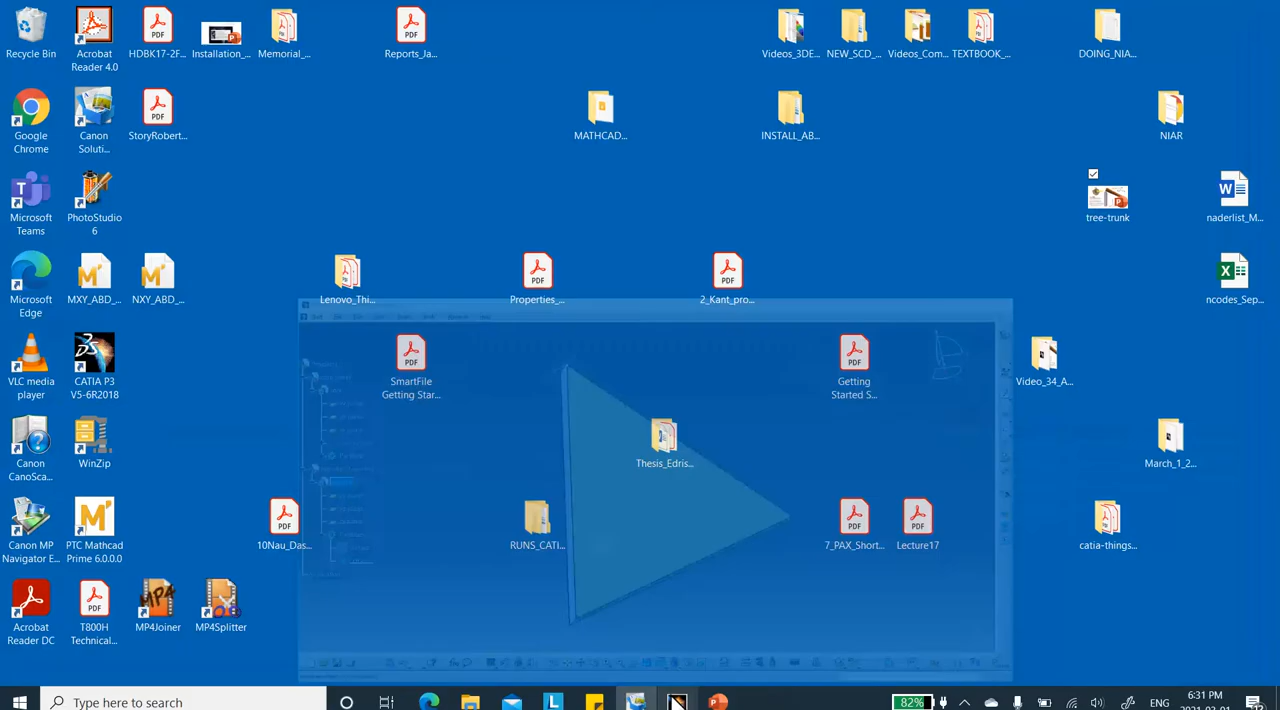 Recycle Bin
Acrobat
Reader 4.0
HDBK17-2F...
Installation_...
Memorial_...
Reports_Ja...
Videos_3DE...
NEW_SCD_...
Videos_Com...
TEXTBOOK_...
DOING_NIA...
Google
Chrome
Canon
Soluti...
StoryRobert...
MATHCAD...
INSTALL_AB...
NIAR
Microsoft
Teams
PhotoStudio
6
tree-trunk
naderlist_M...
Microsoft
Edge
MXY_ABD_...
NXY_ABD_...
Lenovo_Thi...
Properties_...
2_Kant_pro...
ncodes_Sep...
VLC media
player
CATIA P3
V5-6R2018
SmartFile
Getting Star...
Getting
Started S...
Video_34_A...
Canon
CanoSca...
WinZip
Thesis_Edris...
March_1_2...
Canon MP
Navigator E...
PTC Mathcad
Prime 6.0.0.0
10Nau_Das...
RUNS_CATI...
7_PAX_Short...
Lecture17
catia-things...
Acrobat
Reader DC
T800H
Technical...
MP4Joiner
MP4Splitter
Type here to search
82%
ENG
6:31 PM
2021-03-01